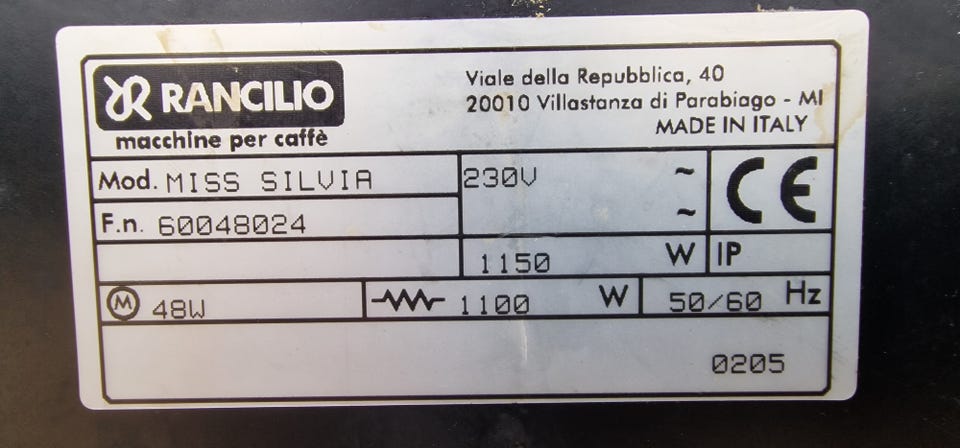 RANCILIO
macchine per caffè
Viale della Repubblica, 40
20010 Villastanza di Parabiago - MI
MADE IN ITALY
Mod. MISS SILVIA
230V ~
~
CE
F.n. 60048024
1150 W
IP
M 48W
1100 W
50/60 Hz
0205